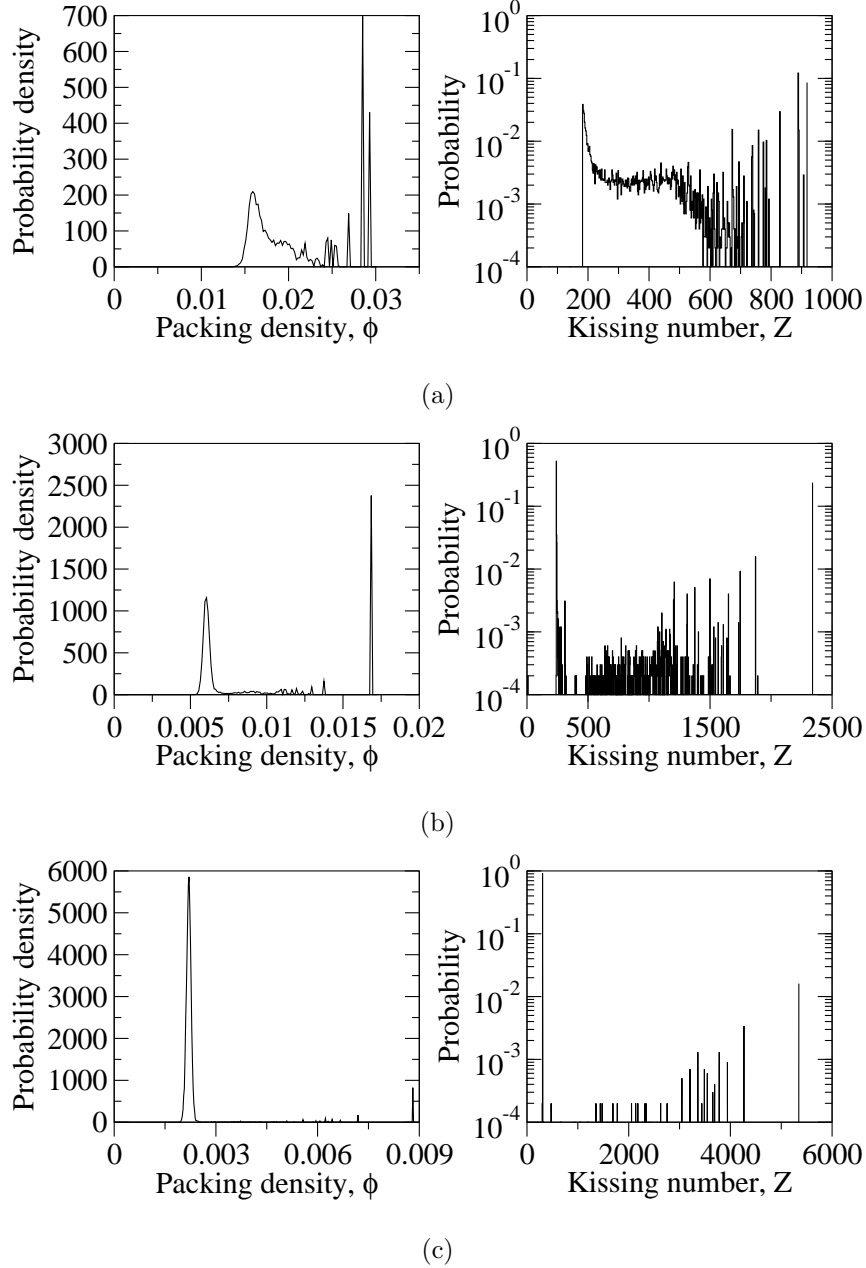 700
600
500
400
300
200
100
0
Probability density
0 0.01 0.02 0.03
Packing density, ϕ
10^0
10^-1
10^-2
10^-3
10^-4
Probability
0 200 400 600 800 1000
Kissing number, Z
(a)
3000
2500
2000
1500
1000
500
0
Probability density
0 0.005 0.01 0.015 0.02
Packing density, ϕ
10^0
10^-1
10^-2
10^-3
10^-4
Probability
0 500 1000 1500 2500
Kissing number, Z
(b)
6000
5000
4000
3000
2000
1000
0
Probability density
0 0.003 0.006 0.009
Packing density, ϕ
10^0
10^-1
10^-2
10^-3
10^-4
Probability
0 2000 4000 6000
Kissing number, Z
(c)